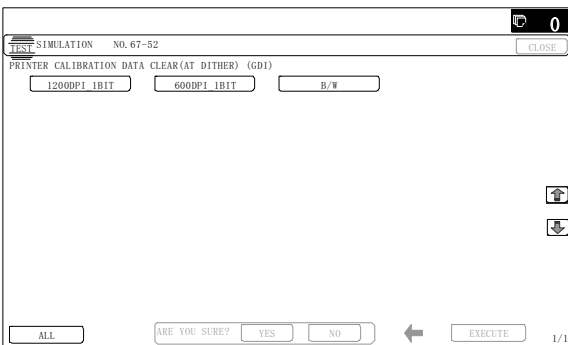 0
TEST SIMULATION NO.67-52 CLOSE
PRINTER CALIBRATION DATA CLEAR(AT DITHER) (GDI)
1200DPI_1BIT 600DPI_1BIT B/W
ALL ARE YOU SURE? YES NO EXECUTE 1/1